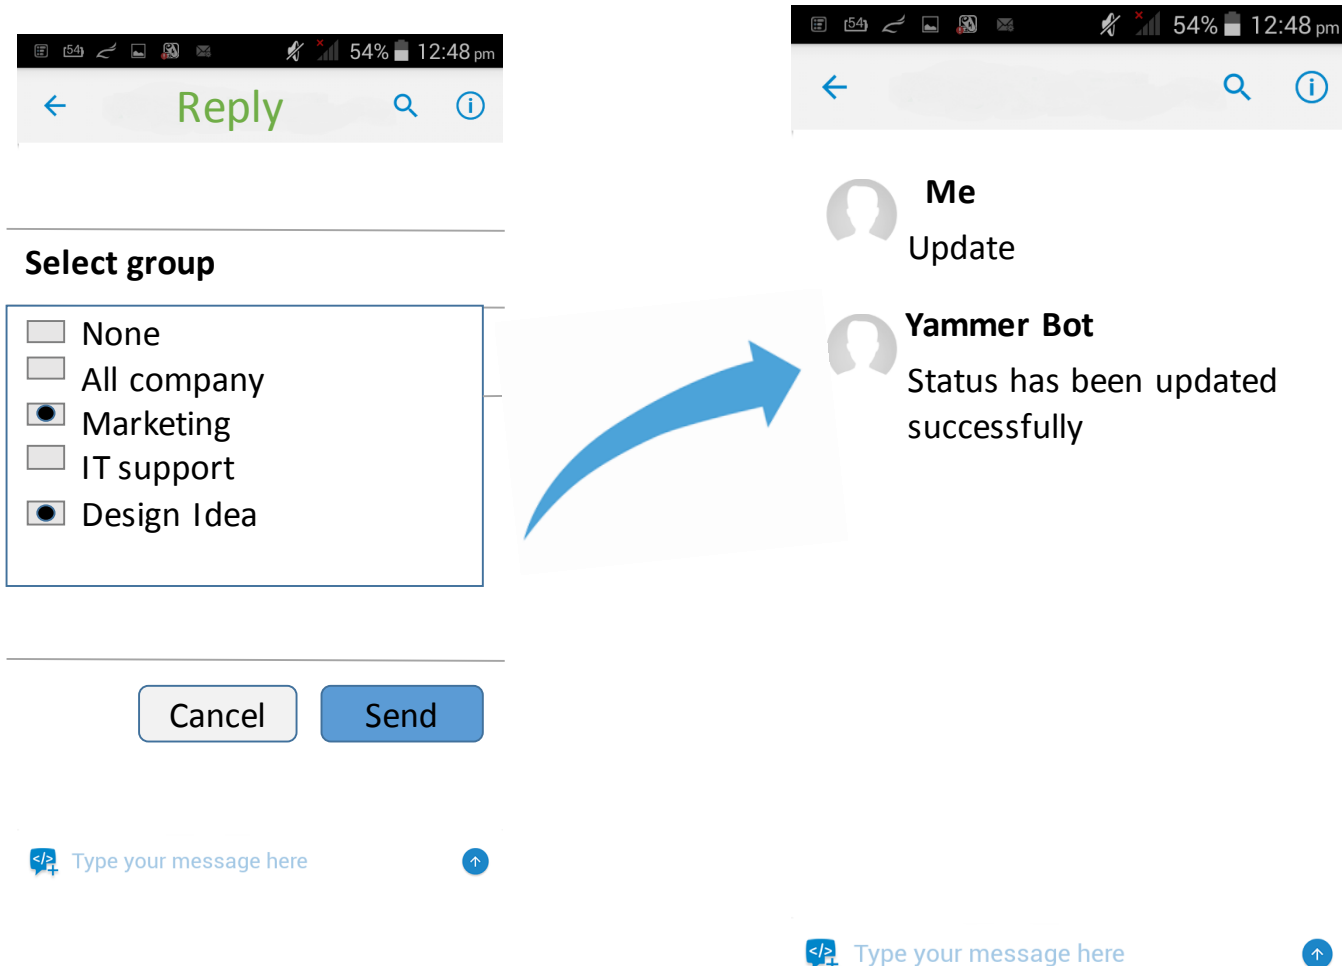 54 54% 12:48 pm
Reply
Select group
None
All company
Marketing
IT support
Design Idea
Cancel Send
Type your message here
54 54% 12:48 pm
Me
Update
Yammer Bot
Status has been updated
successfully
Type your message here